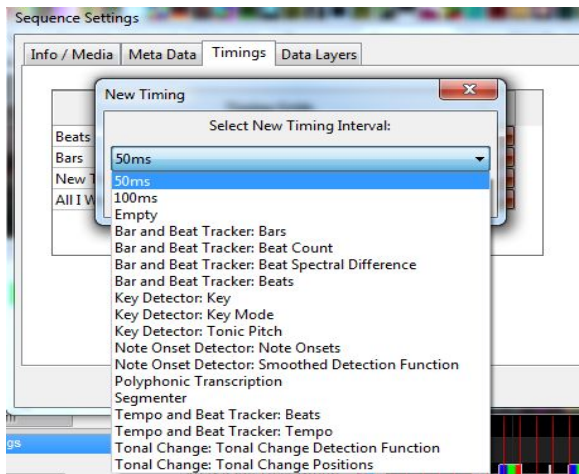 Sequence Settings
Info / Media Meta Data Timings Data Layers
New Timing
Select New Timing Interval:
Beats
Bars
New T
All I W
50ms
50ms
100ms
Empty
Bar and Beat Tracker: Bars
Bar and Beat Tracker: Beat Count
Bar and Beat Tracker: Beat Spectral Difference
Bar and Beat Tracker: Beats
Key Detector: Key
Key Detector: Key Mode
Key Detector: Tonic Pitch
Note Onset Detector: Note Onsets
Note Onset Detector: Smoothed Detection Function
Polyphonic Transcription
Segmenter
Tempo and Beat Tracker: Beats
Tempo and Beat Tracker: Tempo
Tonal Change: Tonal Change Detection Function
Tonal Change: Tonal Change Positions
gs